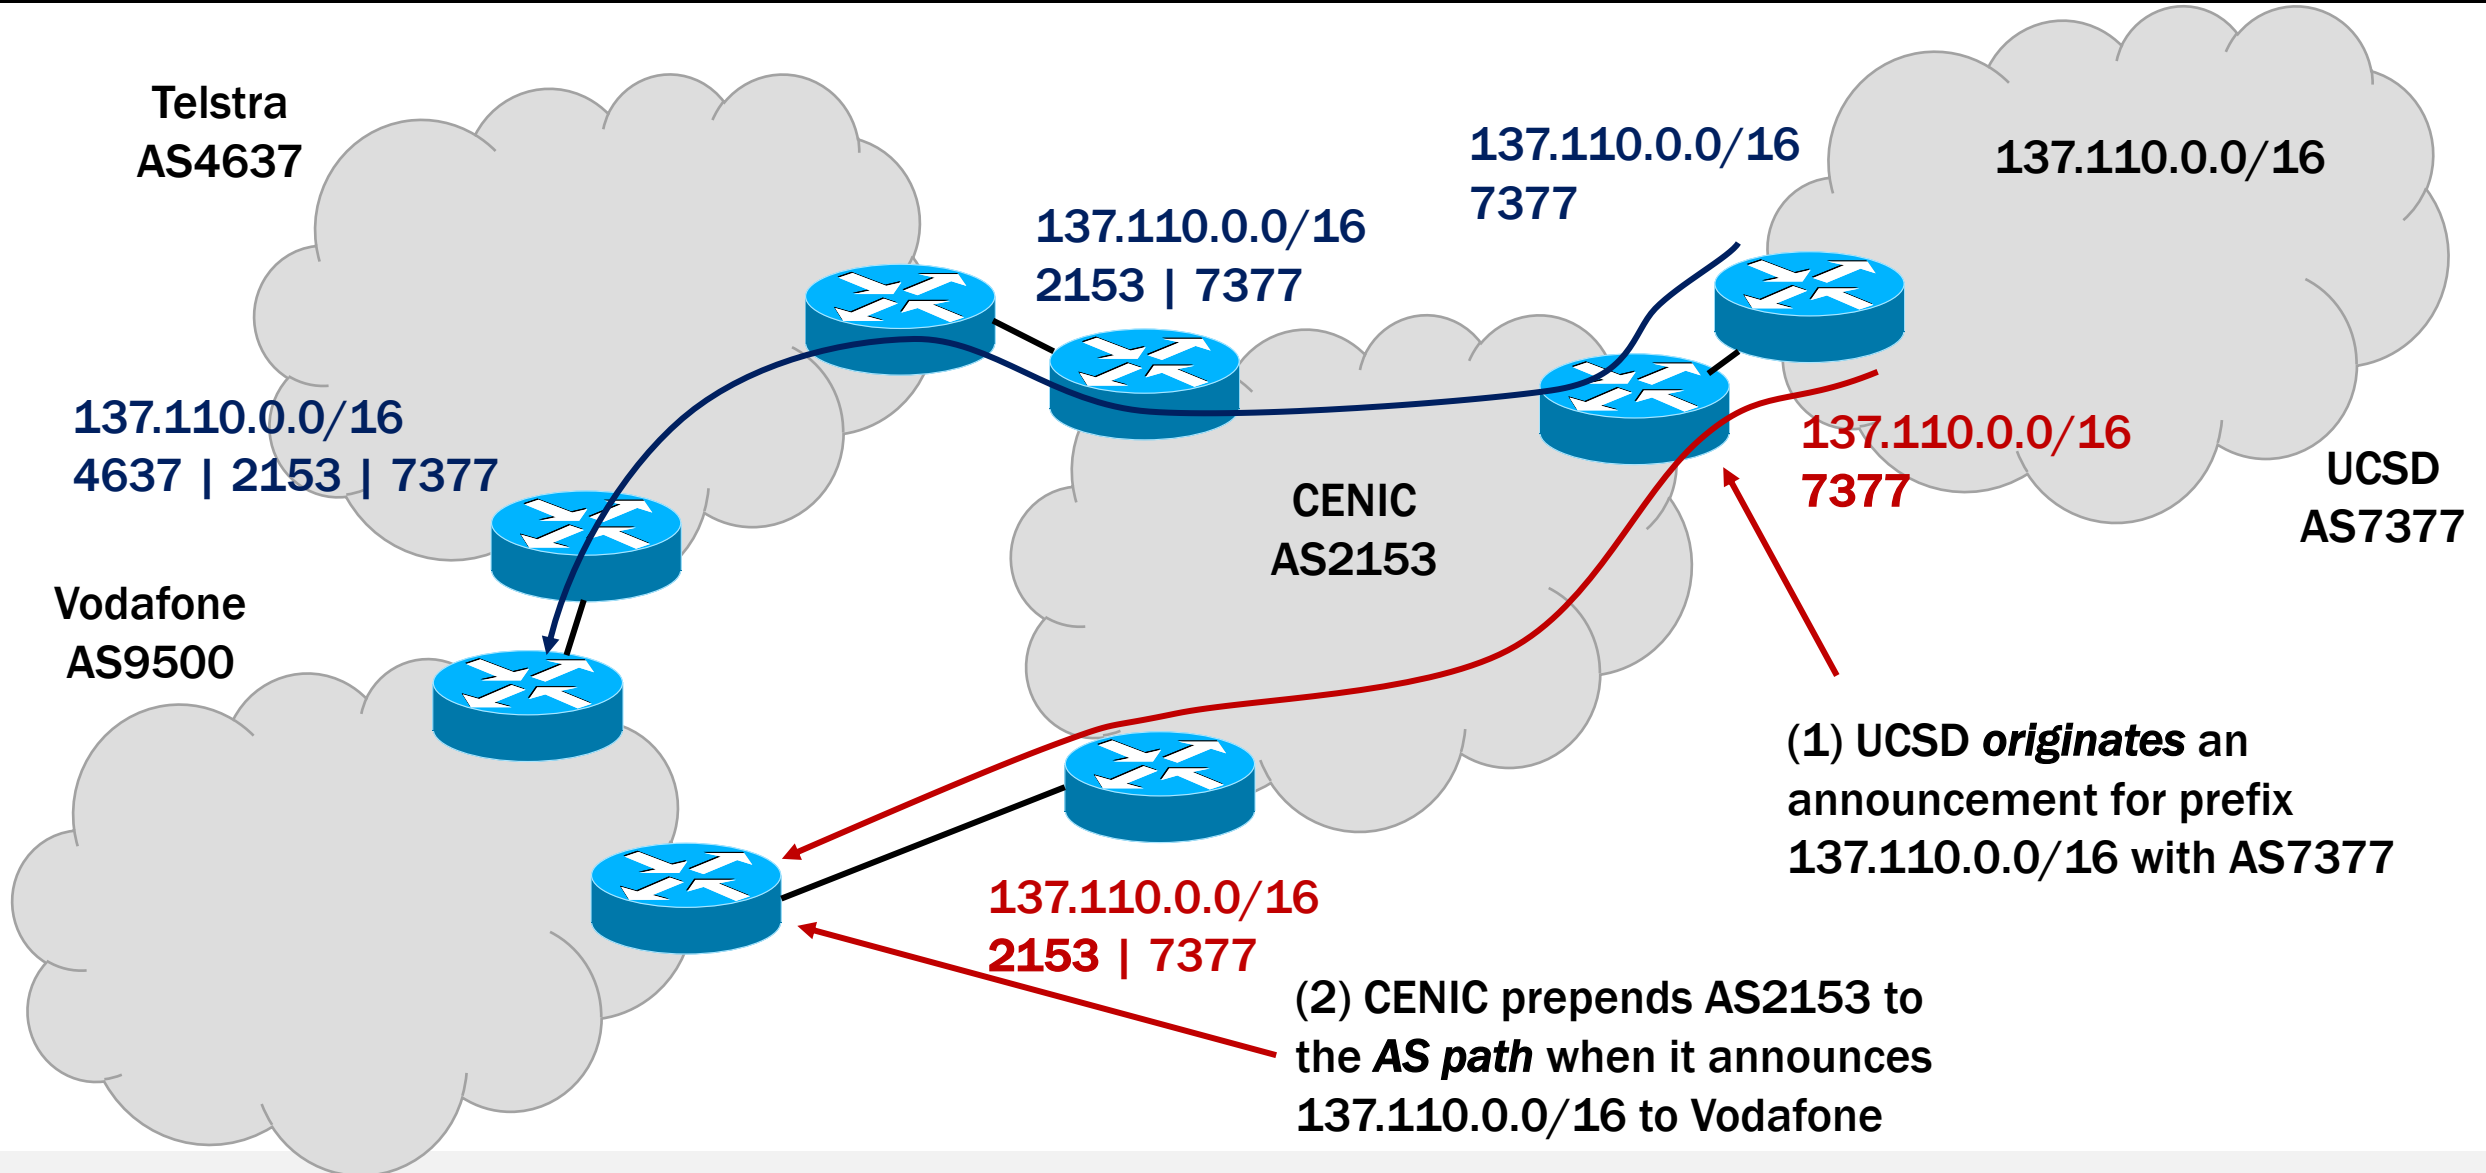 Telstra
AS4637
137.110.0.0/16
7377
137.110.0.0/16
137.110.0.0/16
2153 | 7377
137.110.0.0/16
4637 | 2153 | 7377
137.110.0.0/16
7377
UCSD
AS7377
CENIC
AS2153
Vodafone
AS9500
(1) UCSD originates an
announcement for prefix
137.110.0.0/16 with AS7377
137.110.0.0/16
2153 | 7377
(2) CENIC prepends AS2153 to
the AS path when it announces
137.110.0.0/16 to Vodafone